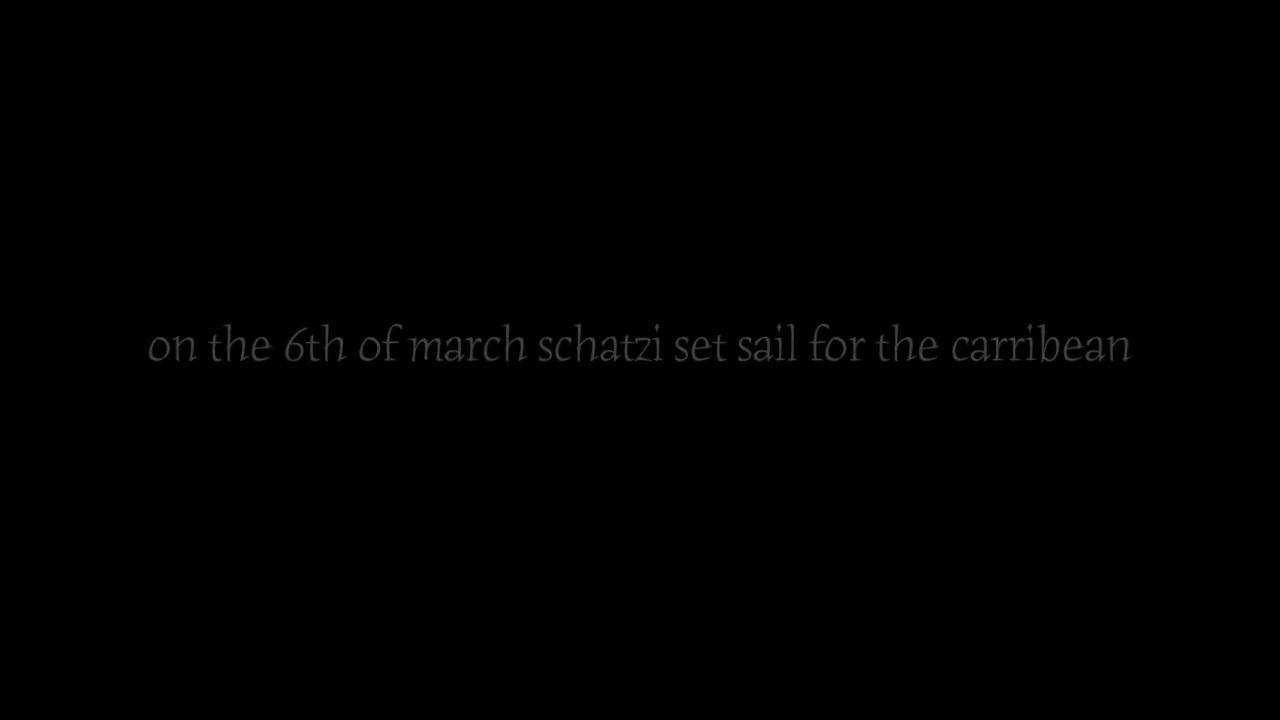 on the 6th of march schatzi set sail for the carribean